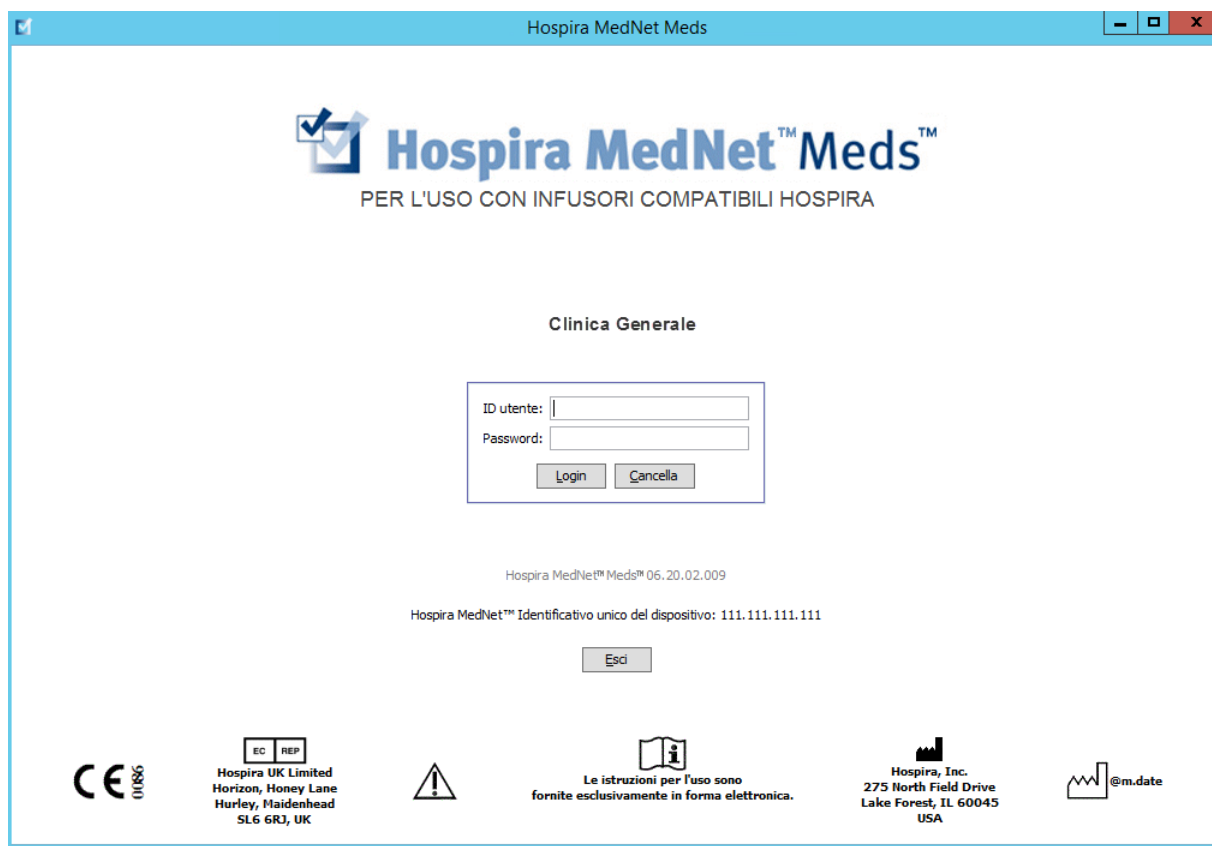 Hospira MedNet Meds
Hospira MedNet™Meds™
PER L'USO CON INFUSORI COMPATIBILI HOSPIRA
Clinica Generale
ID utente:
Password:
Login Cancella
Hospira MedNet™ Meds™ 06.20.02.009
Hospira MedNet™ Identificativo unico del dispositivo: 111.111.111.111
Esci
CE 0086
EC REP
Hospira UK Limited
Horizon, Honey Lane
Hurley, Maidenhead
SL6 6RJ, UK
i
Le istruzioni per l'uso sono
fornite esclusivamente in forma elettronica.
Hospira, Inc.
275 North Field Drive
Lake Forest, IL 60045
USA
@m.date